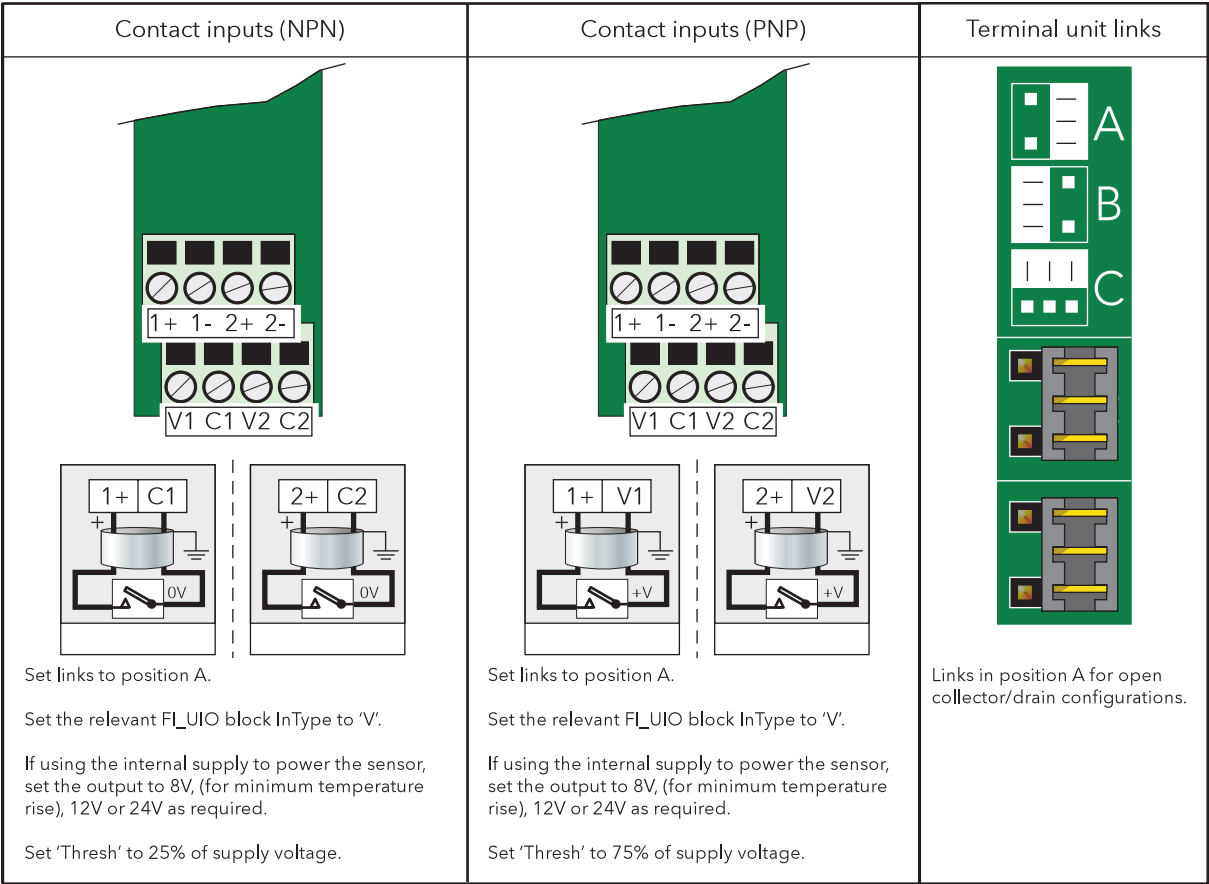 Contact inputs (NPN)
1+ 1- 2+ 2-
V1 C1 V2 C2
1+ C1
+
0V
2+ C2
+
0V
Set links to position A.
Set the relevant FI_UIO block InType to ‘V’.
If using the internal supply to power the sensor,
set the output to 8V, (for minimum temperature
rise), 12V or 24V as required.
Set ‘Thresh’ to 25% of supply voltage.
Contact inputs (PNP)
1+ 1- 2+ 2-
V1 C1 V2 C2
1+ V1
+
+V
2+ V2
+
+V
Set links to position A.
Set the relevant FI_UIO block InType to ‘V’.
If using the internal supply to power the sensor,
set the output to 8V, (for minimum temperature
rise), 12V or 24V as required.
Set ‘Thresh’ to 75% of supply voltage.
Terminal unit links
A
B
C
Links in position A for open
collector/drain configurations.